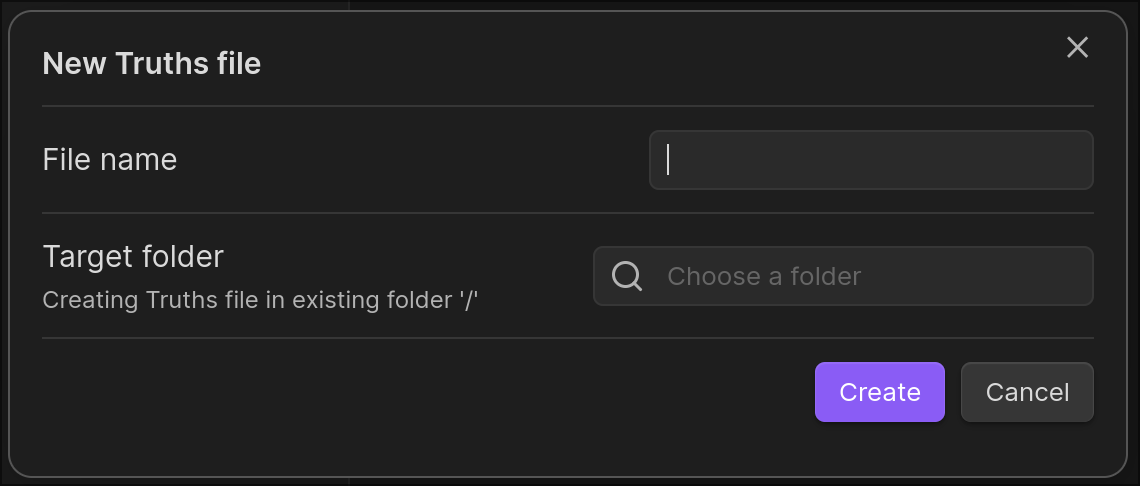 New Truths file
File name
Target folder
Creating Truths file in existing folder '/'
Choose a folder
Create
Cancel